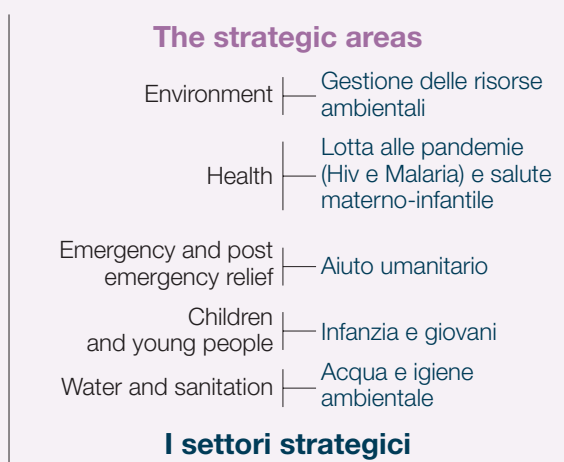 The strategic areas
Environment
Gestione delle risorse
ambientali
Health
Lotta alle pandemie
(Hiv e Malaria) e salute
materno-infantile
Emergency and post
emergency relief
Aiuto umanitario
Children
and young people
Infanzia e giovani
Water and sanitation
Acqua e igiene
ambientale
I settori strategici